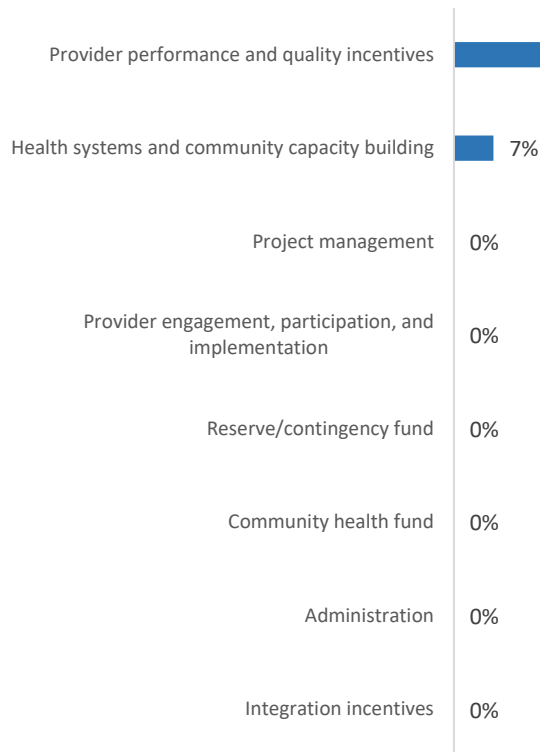 Provider performance and quality incentives
Health systems and community capacity building 7%
Project management 0%
Provider engagement, participation, and
implementation 0%
Reserve/contingency fund 0%
Community health fund 0%
Administration 0%
Integration incentives 0%